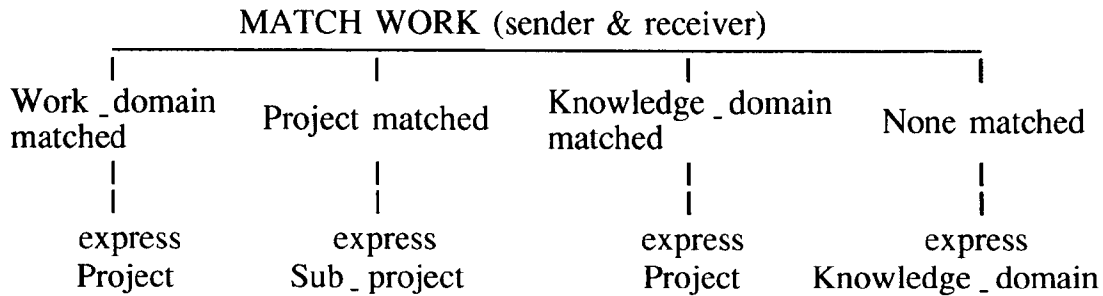 MATCH WORK (sender & receiver)
Work_domain matched
Project matched
Knowledge_domain matched
None matched
express Project
express Sub_project
express Project
express Knowledge_domain